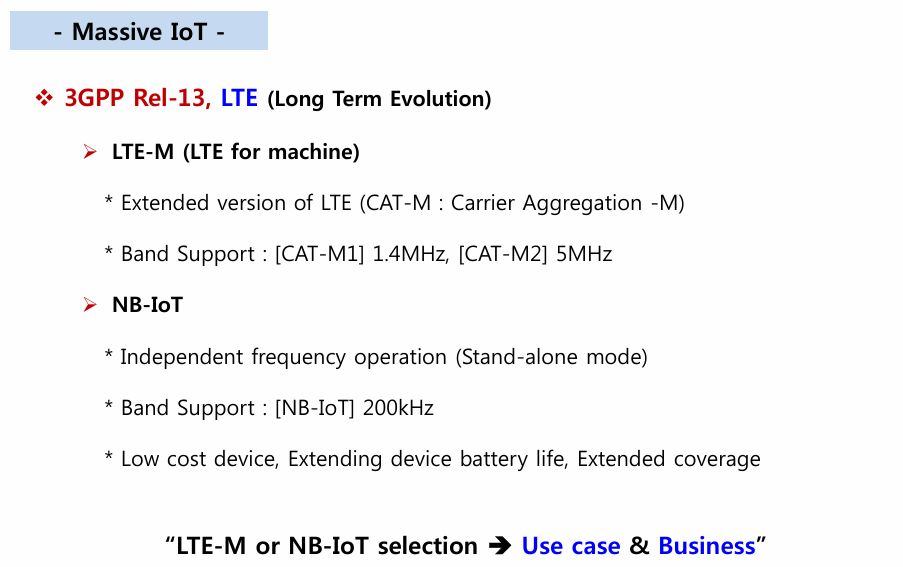 - Massive IoT -
❖ 3GPP Rel-13, LTE (Long Term Evolution)
➢ LTE-M (LTE for machine)
* Extended version of LTE (CAT-M : Carrier Aggregation -M)
* Band Support : [CAT-M1] 1.4MHz, [CAT-M2] 5MHz
➢ NB-IoT
* Independent frequency operation (Stand-alone mode)
* Band Support : [NB-IoT] 200kHz
* Low cost device, Extending device battery life, Extended coverage
“LTE-M or NB-IoT selection ➔ Use case & Business”